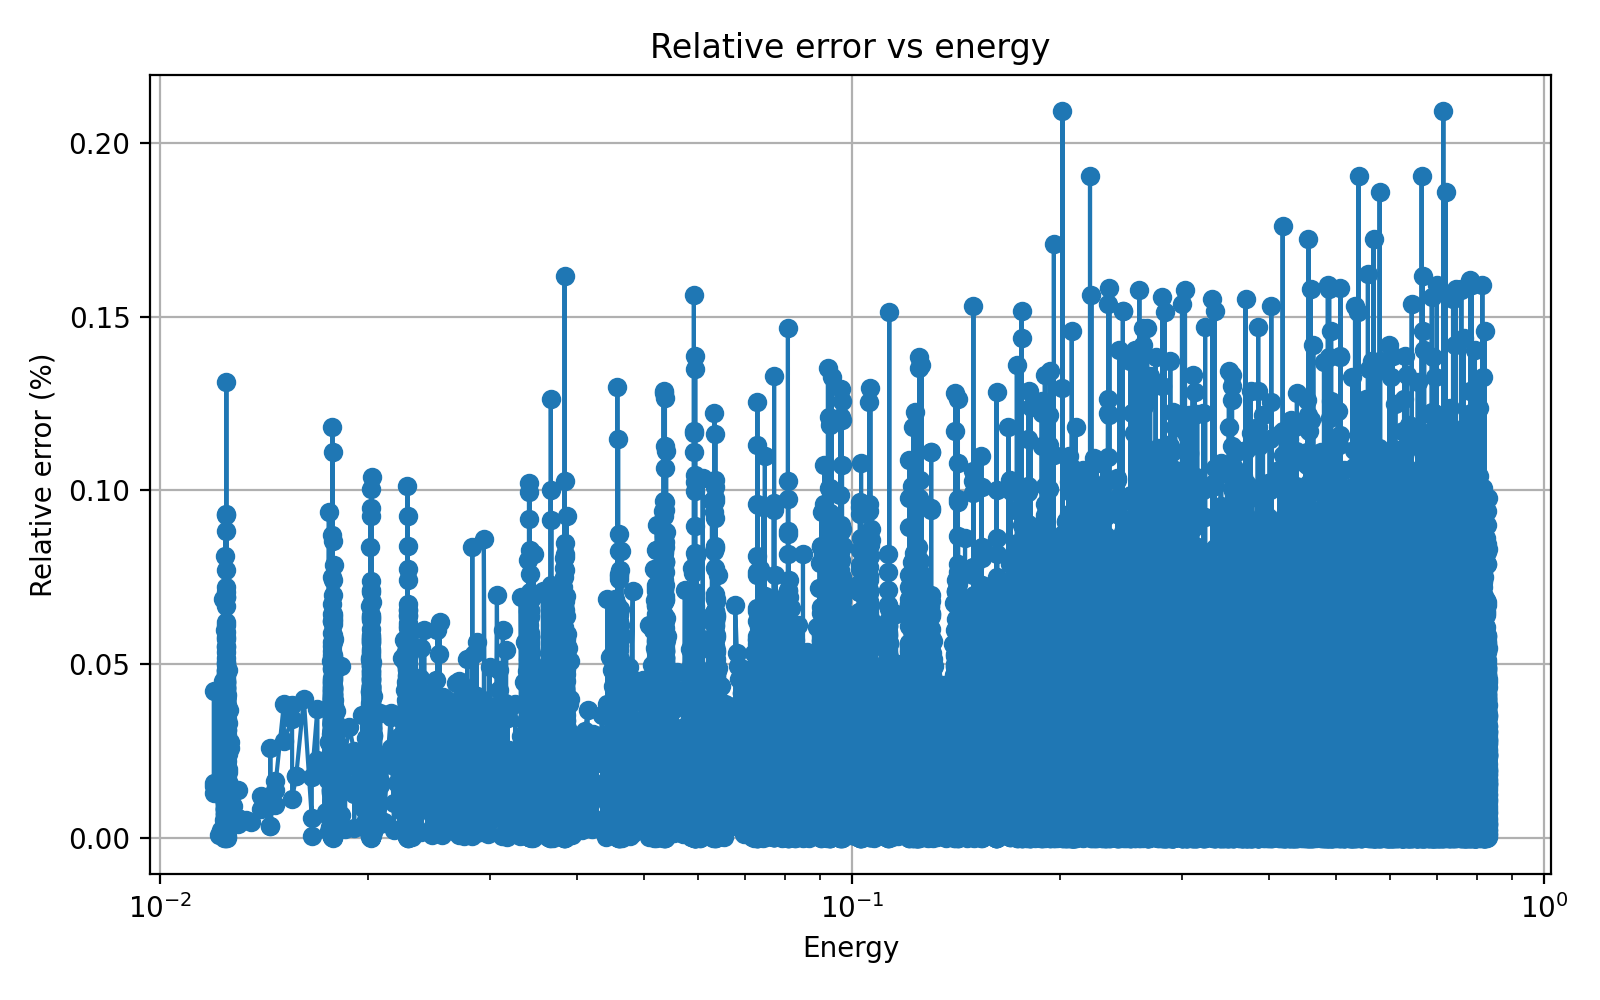 Relative error vs energy
Relative error (%)
0.20
0.15
0.10
0.05
0.00
10⁻²
10⁻¹
10⁰
Energy